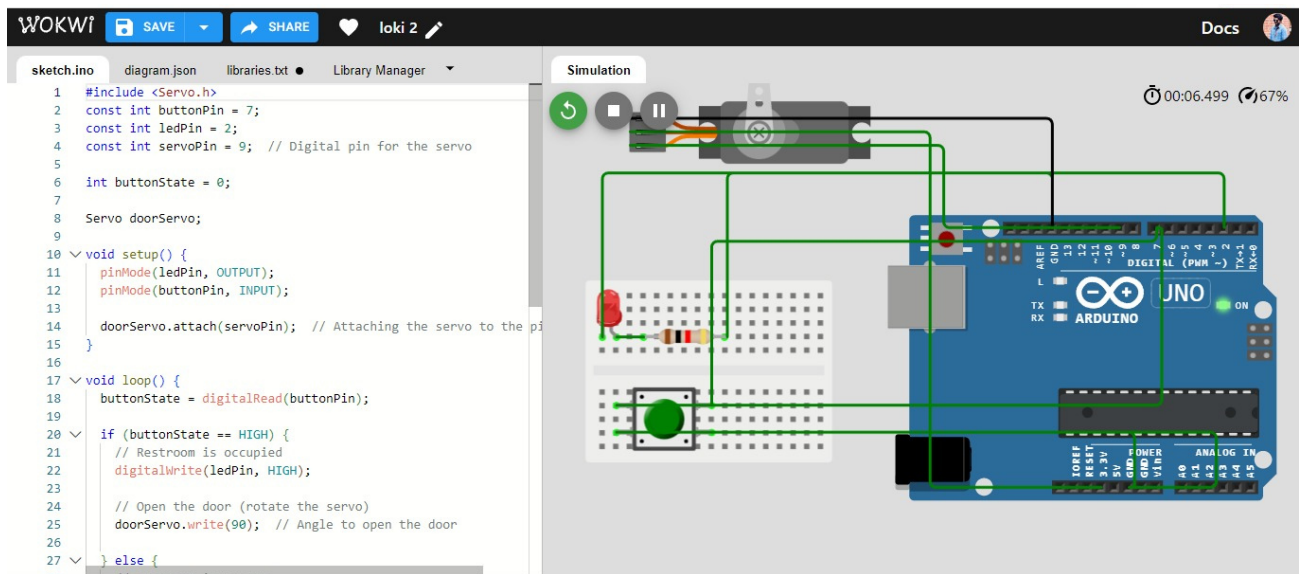 WOKWI SAVE SHARE loki 2 Docs
sketch.ino diagram.json libraries.txt ● Library Manager
1 #include <Servo.h>
2 const int buttonPin = 7;
3 const int ledPin = 2;
4 const int servoPin = 9;  // Digital pin for the servo
5
6 int buttonState = 0;
7
8 Servo doorServo;
9
10 void setup() {
11 pinMode(ledPin, OUTPUT);
12 pinMode(buttonPin, INPUT);
13
14 doorServo.attach(servoPin);  // Attaching the servo to the pi
15 }
16
17 void loop() {
18 buttonState = digitalRead(buttonPin);
19
20 if (buttonState == HIGH) {
21 // Restroom is occupied
22 digitalWrite(ledPin, HIGH);
23
24 // Open the door (rotate the servo)
25 doorServo.write(90);  // Angle to open the door
26
27 } else {
Simulation
00:06.499 67%
AREF GND 13 12 ~11 ~10 ~9 8 7 ~6 ~5 4 ~3 2 TX→1 RX←0
DIGITAL (PWM ~)
L
TX
RX
UNO
ON
ARDUINO
IOREF RESET 3.3V 5V GND GND Vin
POWER
ANALOG IN
A0 A1 A2 A3 A4 A5